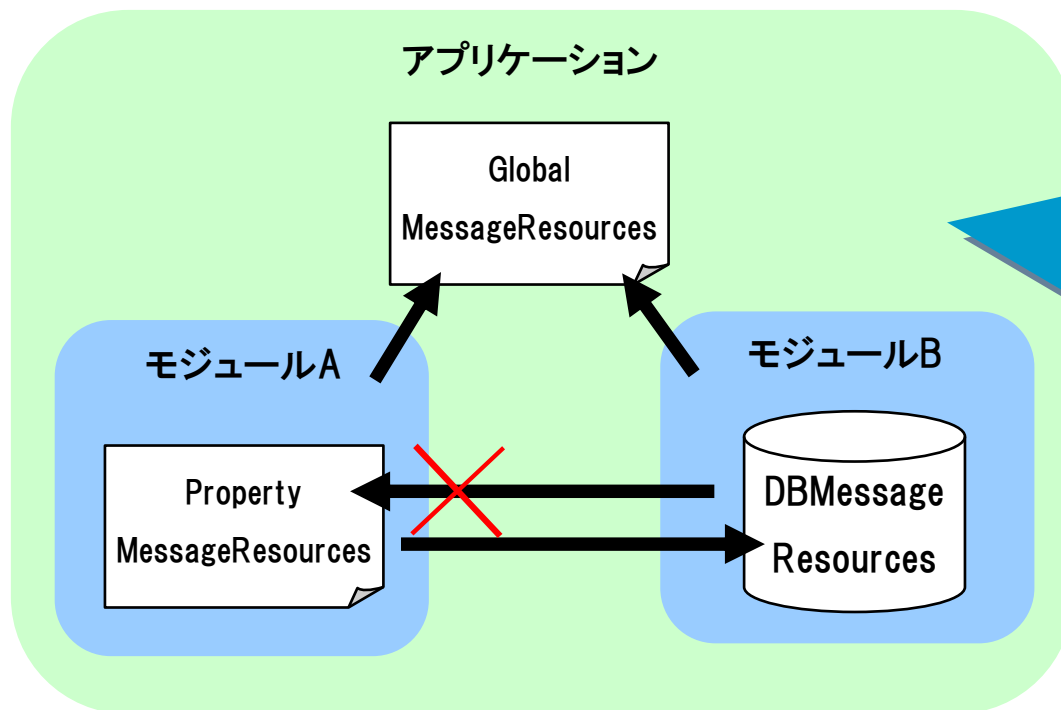 アプリケーション
Global
MessageResources
モジュールA
モジュールB
Property
MessageResources
DBMessage
Resources